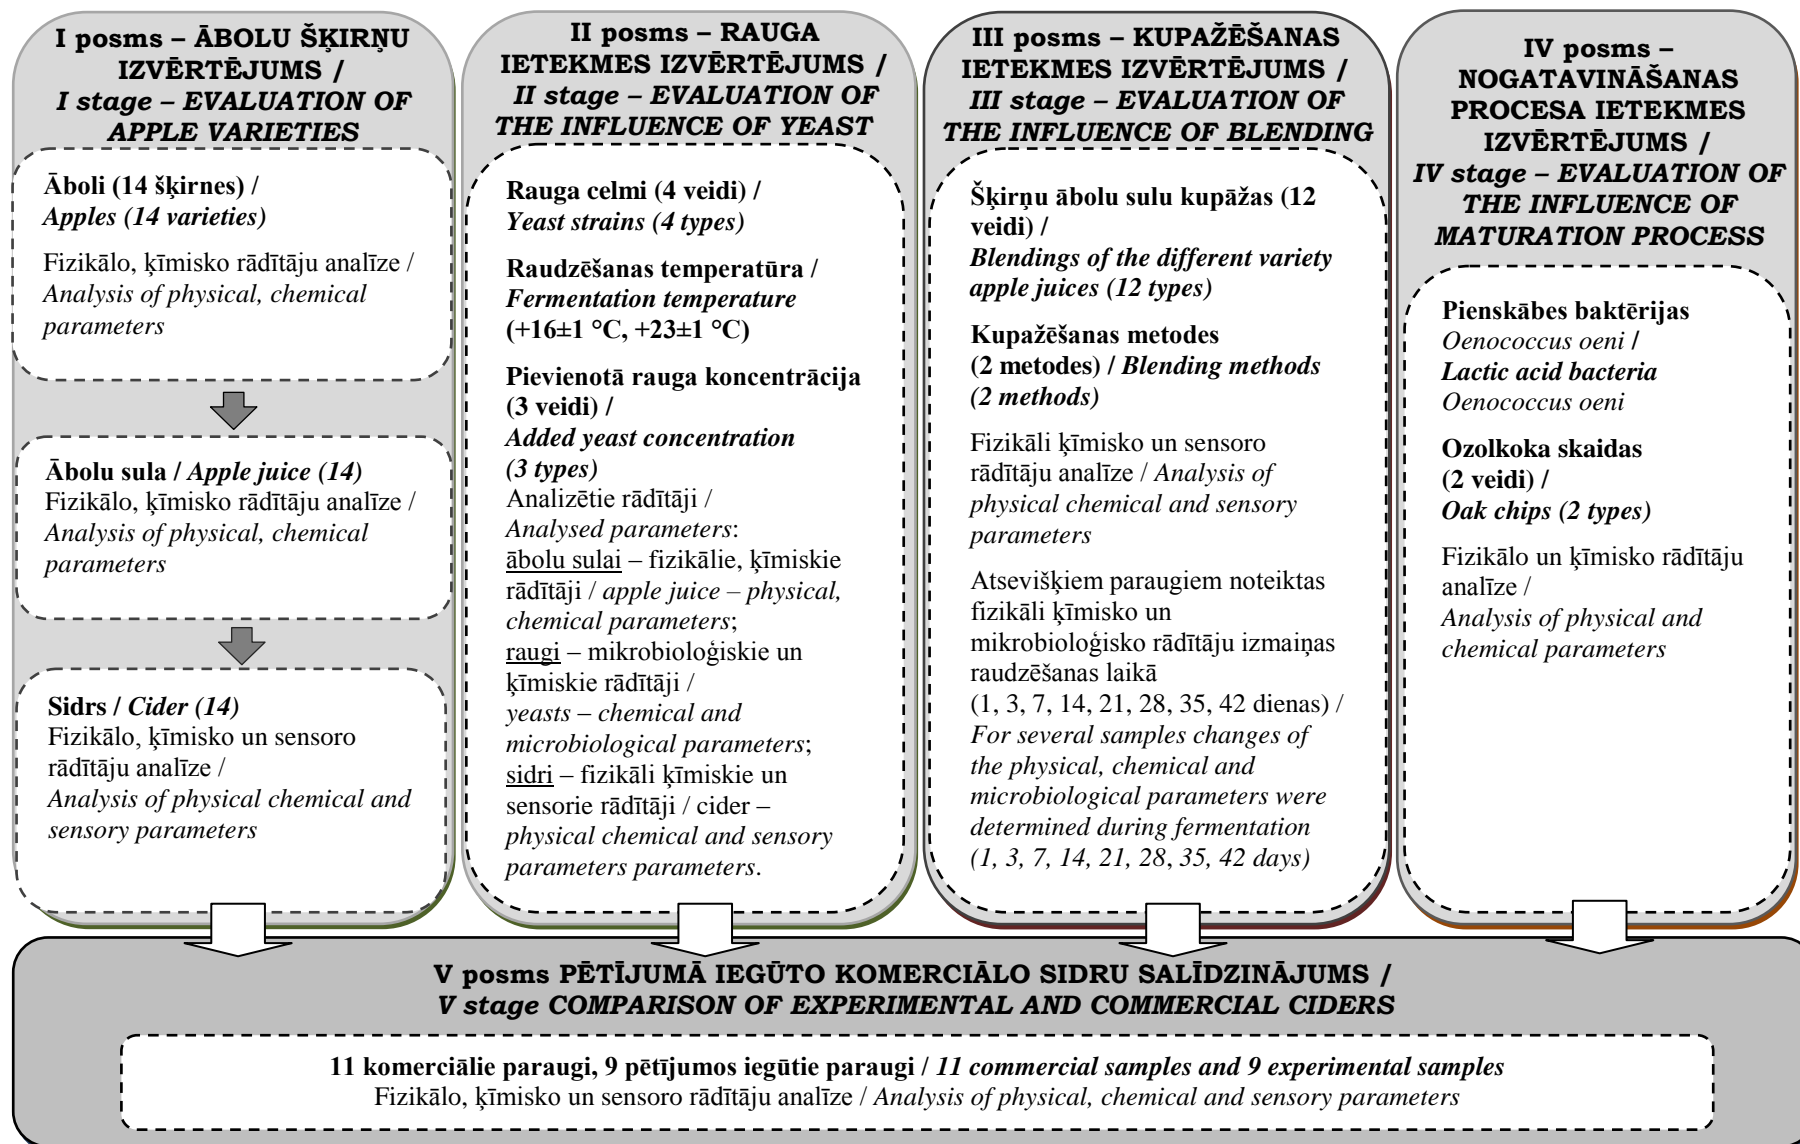 I posms – ĀBOLU ŠĶIRŅU
IZVĒRTĒJUMS /
I stage – EVALUATION OF
APPLE VARIETIES
Āboli (14 šķirnes) /
Apples (14 varieties)
Fizikālo, ķīmisko rādītāju analīze /
Analysis of physical, chemical
parameters
Ābolu sula / Apple juice (14)
Fizikālo, ķīmisko rādītāju analīze /
Analysis of physical, chemical
parameters
Sidrs / Cider (14)
Fizikālo, ķīmisko un sensoro
rādītāju analīze /
Analysis of physical chemical and
sensory parameters
II posms – RAUGA
IETEKMES IZVĒRTĒJUMS /
II stage – EVALUATION OF
THE INFLUENCE OF YEAST
Rauga celmi (4 veidi) /
Yeast strains (4 types)
Raudzēšanas temperatūra /
Fermentation temperature
(+16±1 °C, +23±1 °C)
Pievienotā rauga koncentrācija
(3 veidi) /
Added yeast concentration
(3 types)
Analizētie rādītāji /
Analysed parameters:
ābolu sulai – fizikālie, ķīmiskie
rādītāji / apple juice – physical,
chemical parameters;
raugi – mikrobioloģiskie un
ķīmiskie rādītāji /
yeasts – chemical and
microbiological parameters;
sidri – fizikāli ķīmiskie un
sensorie rādītāji / cider –
physical chemical and sensory
parameters parameters.
III posms – KUPAŽĒŠANAS
IETEKMES IZVĒRTĒJUMS /
III stage – EVALUATION OF
THE INFLUENCE OF BLENDING
Šķirņu ābolu sulu kupāžas (12
veidi) /
Blendings of the different variety
apple juices (12 types)
Kupažēšanas metodes
(2 metodes) / Blending methods
(2 methods)
Fizikāli ķīmisko un sensoro
rādītāju analīze / Analysis of
physical chemical and sensory
parameters
Atsevišķiem paraugiem noteiktas
fizikāli ķīmisko un
mikrobioloģisko rādītāju izmaiņas
raudzēšanas laikā
(1, 3, 7, 14, 21, 28, 35, 42 dienas) /
For several samples changes of
the physical, chemical and
microbiological parameters were
determined during fermentation
(1, 3, 7, 14, 21, 28, 35, 42 days)
IV posms –
NOGATAVINĀŠANAS
PROCESA IETEKMES
IZVĒRTĒJUMS /
IV stage – EVALUATION OF
THE INFLUENCE OF
MATURATION PROCESS
Pienskābes baktērijas
Oenococcus oeni /
Lactic acid bacteria
Oenococcus oeni
Ozolkoka skaidas
(2 veidi) /
Oak chips (2 types)
Fizikālo un ķīmisko rādītāju
analīze /
Analysis of physical and
chemical parameters
V posms PĒTĪJUMĀ IEGŪTO KOMERCIĀLO SIDRU SALĪDZINĀJUMS /
V stage COMPARISON OF EXPERIMENTAL AND COMMERCIAL CIDERS
11 komerciālie paraugi, 9 pētījumos iegūtie paraugi / 11 commercial samples and 9 experimental samples
Fizikālo, ķīmisko un sensoro rādītāju analīze / Analysis of physical, chemical and sensory parameters